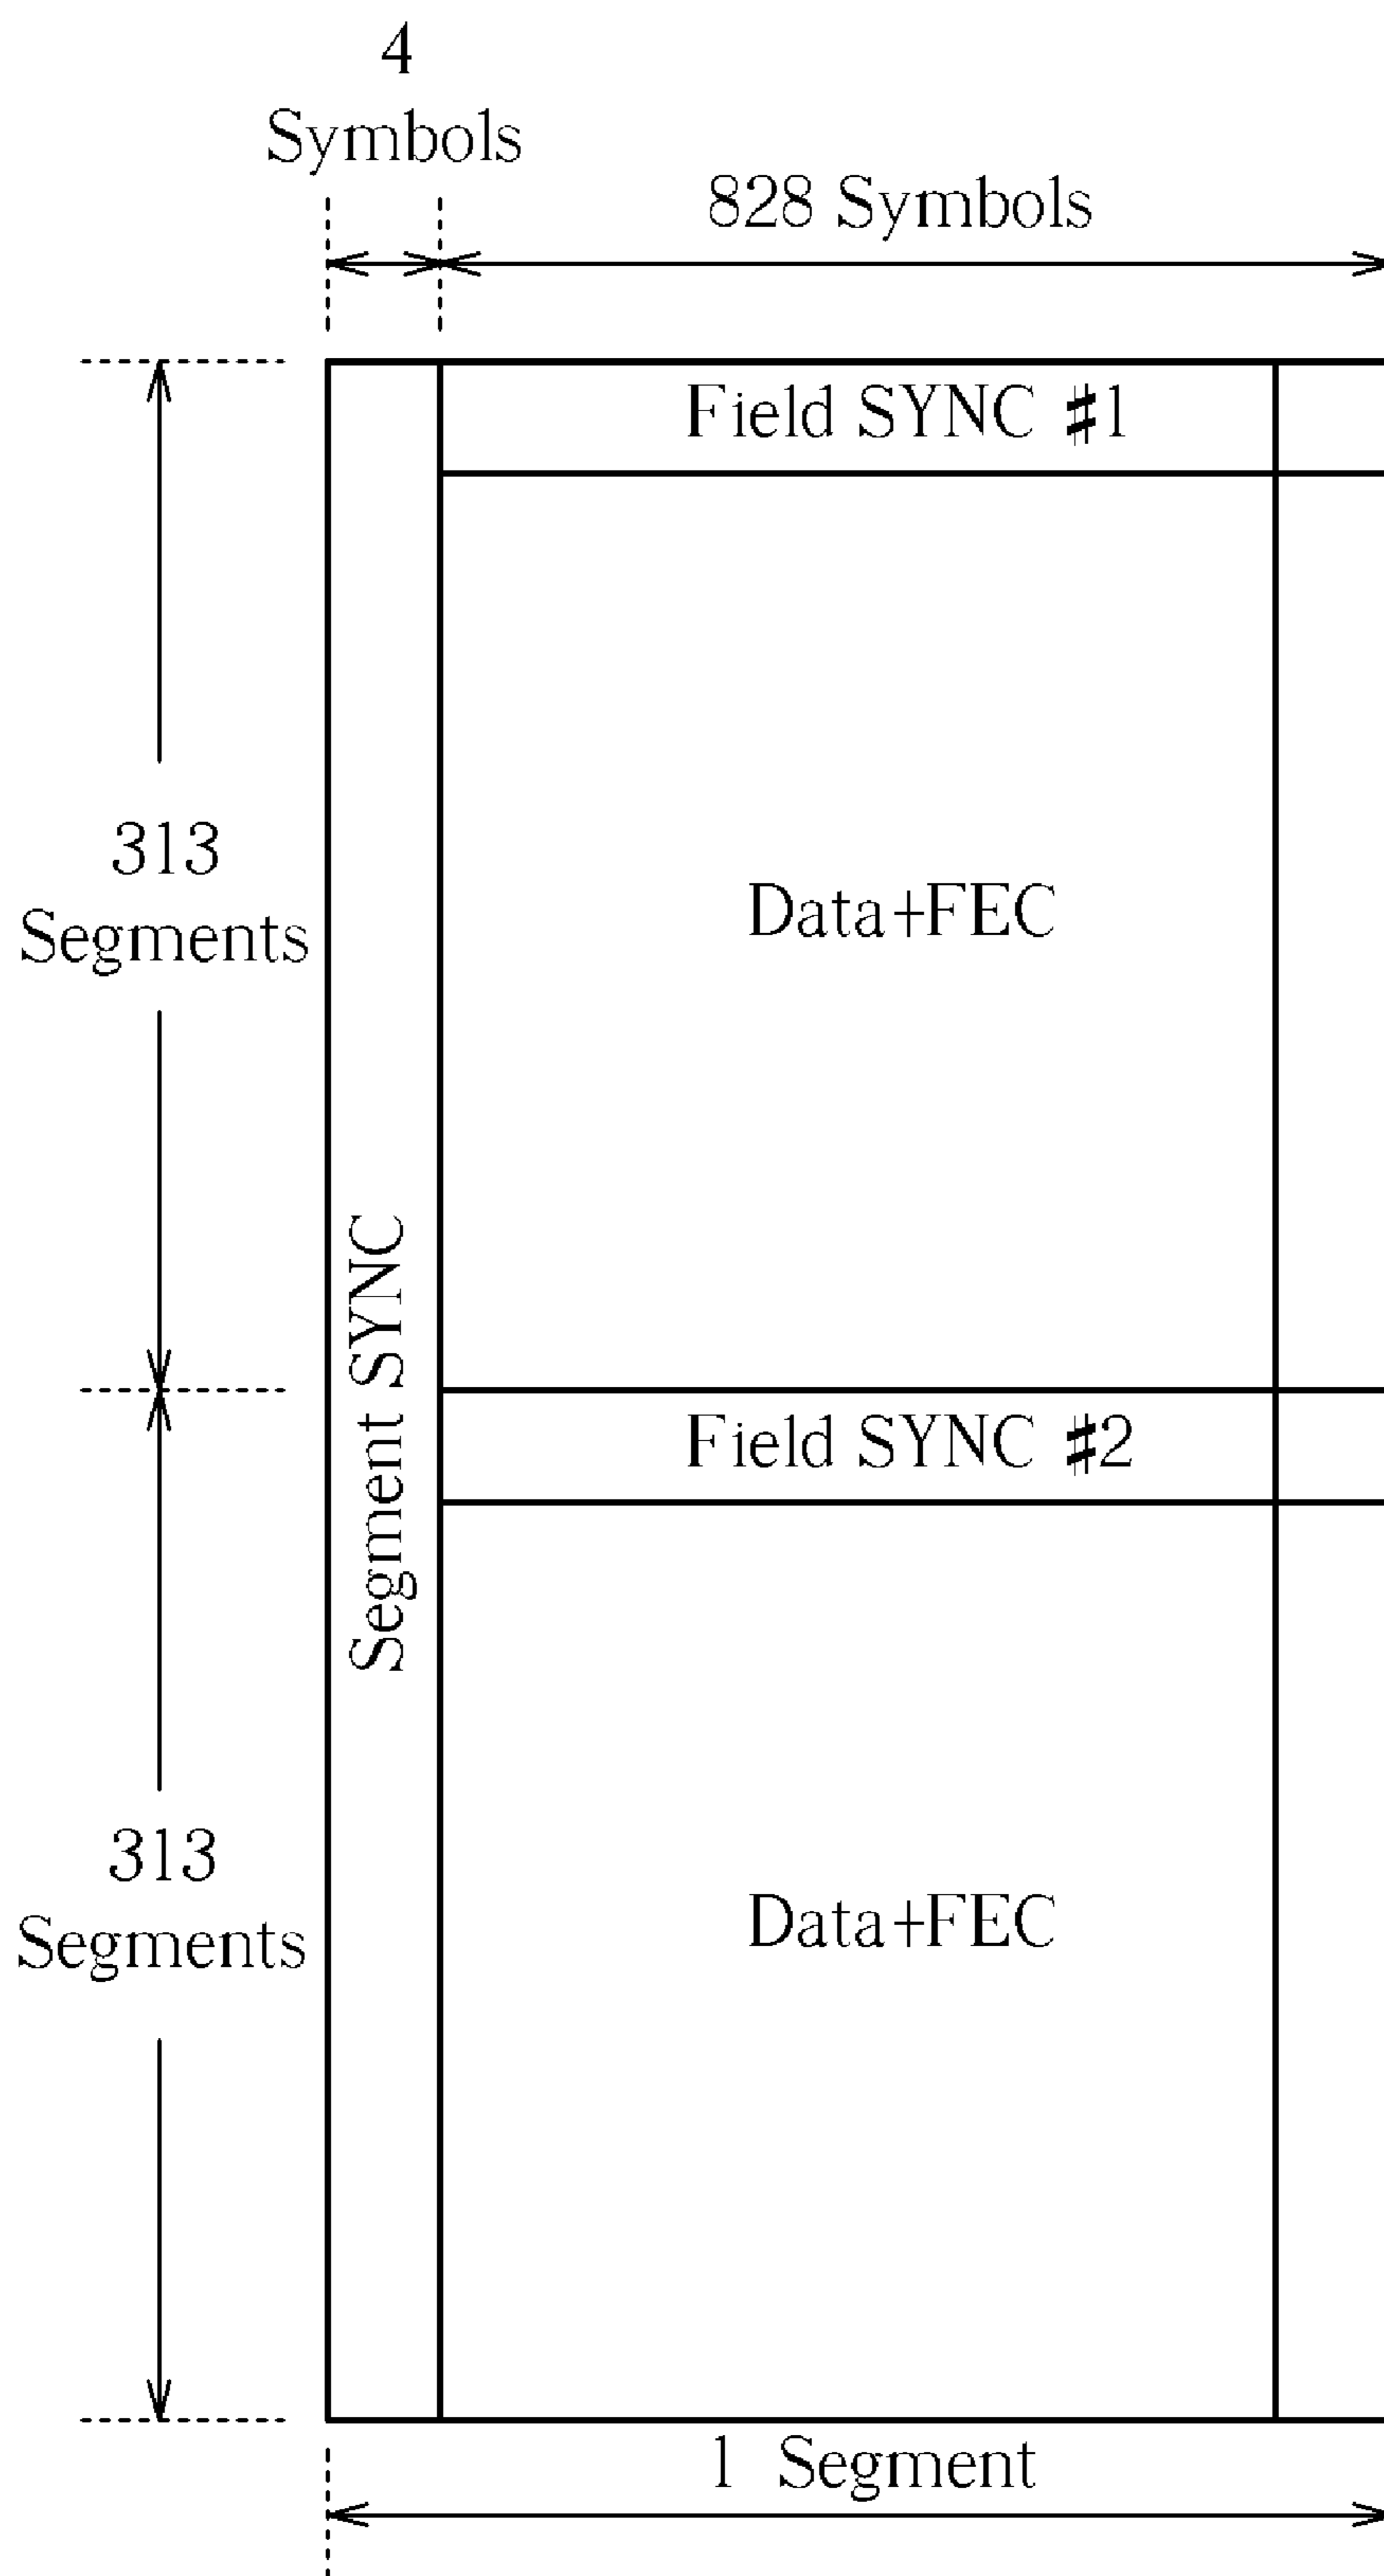 4
Symbols
828 Symbols
Field SYNC #1
313
Segments
Data+FEC
Segment SYNC
Field SYNC #2
313
Segments
Data+FEC
1 Segment